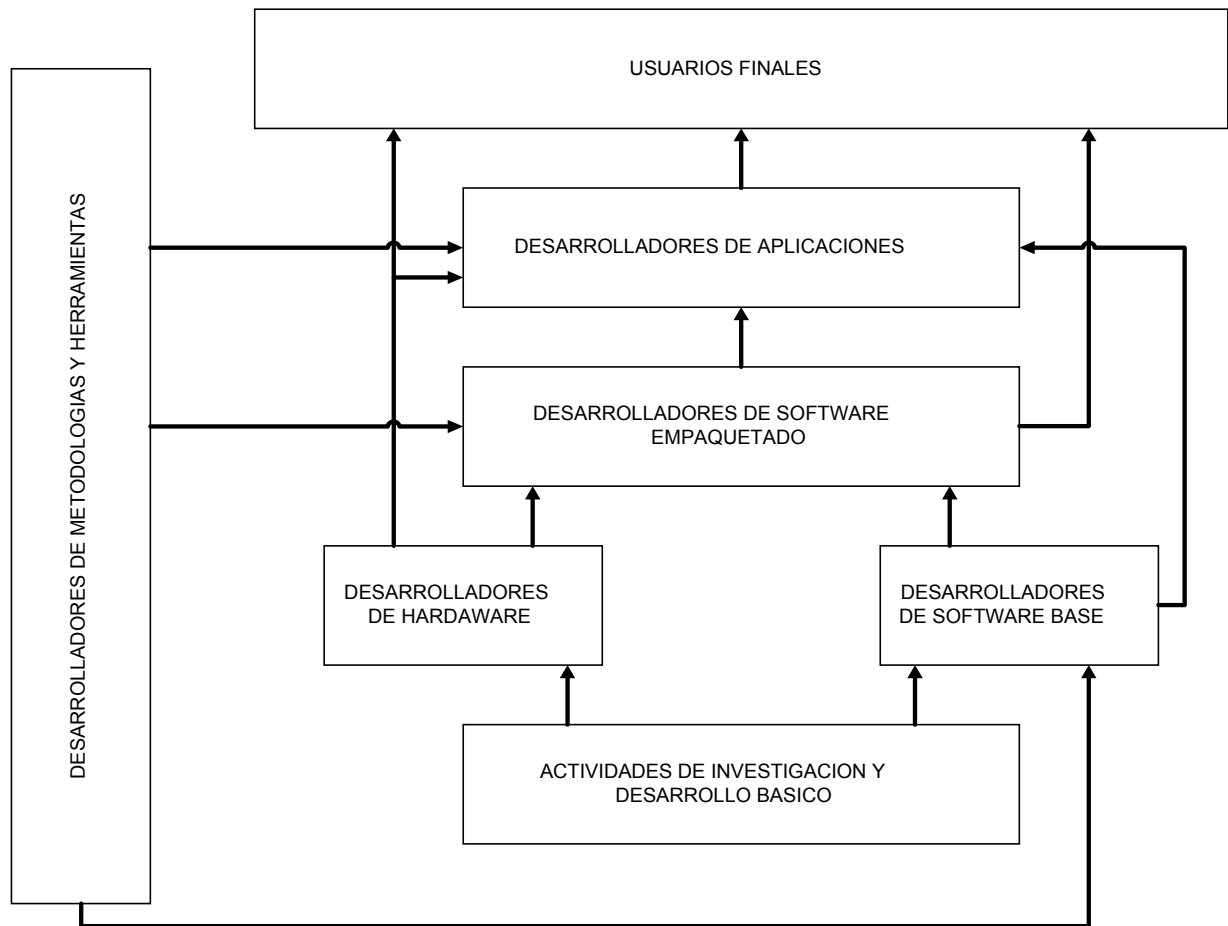 USUARIOS FINALES
DESARROLLADORES DE METODOLOGIAS Y HERRAMIENTAS
DESARROLLADORES DE APLICACIONES
DESARROLLADORES DE SOFTWARE
EMPAQUETADO
DESARROLLADORES
DE HARDAWARE
DESARROLLADORES
DE SOFTWARE BASE
ACTIVIDADES DE INVESTIGACION Y
DESARROLLO BASICO